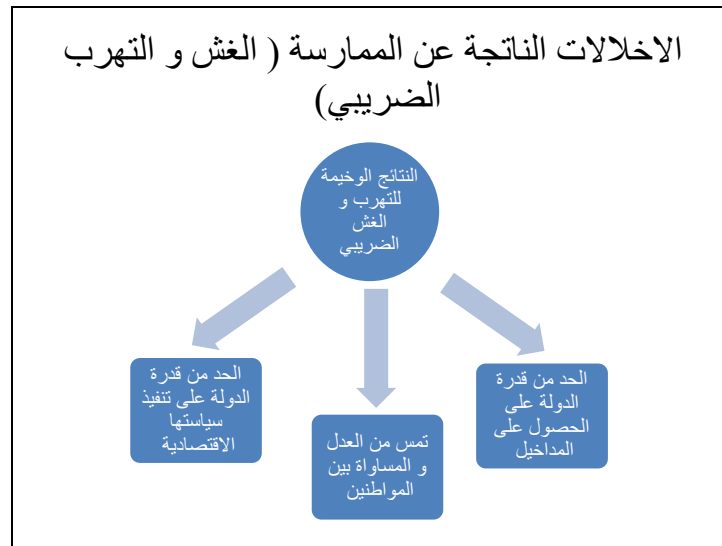 الاخلالات الناتجة عن الممارسة ( الغش و التهرب
الضريبي)
النتائج الوخيمة
للتهرب و
الغش
الضريبي
الحد من قدرة
الدولة على
الحصول على
المداخيل
تمس من العدل
و المساواة بين
المواطنين
الحد من قدرة
الدولة على تنفيذ
سياستها
الاقتصادية